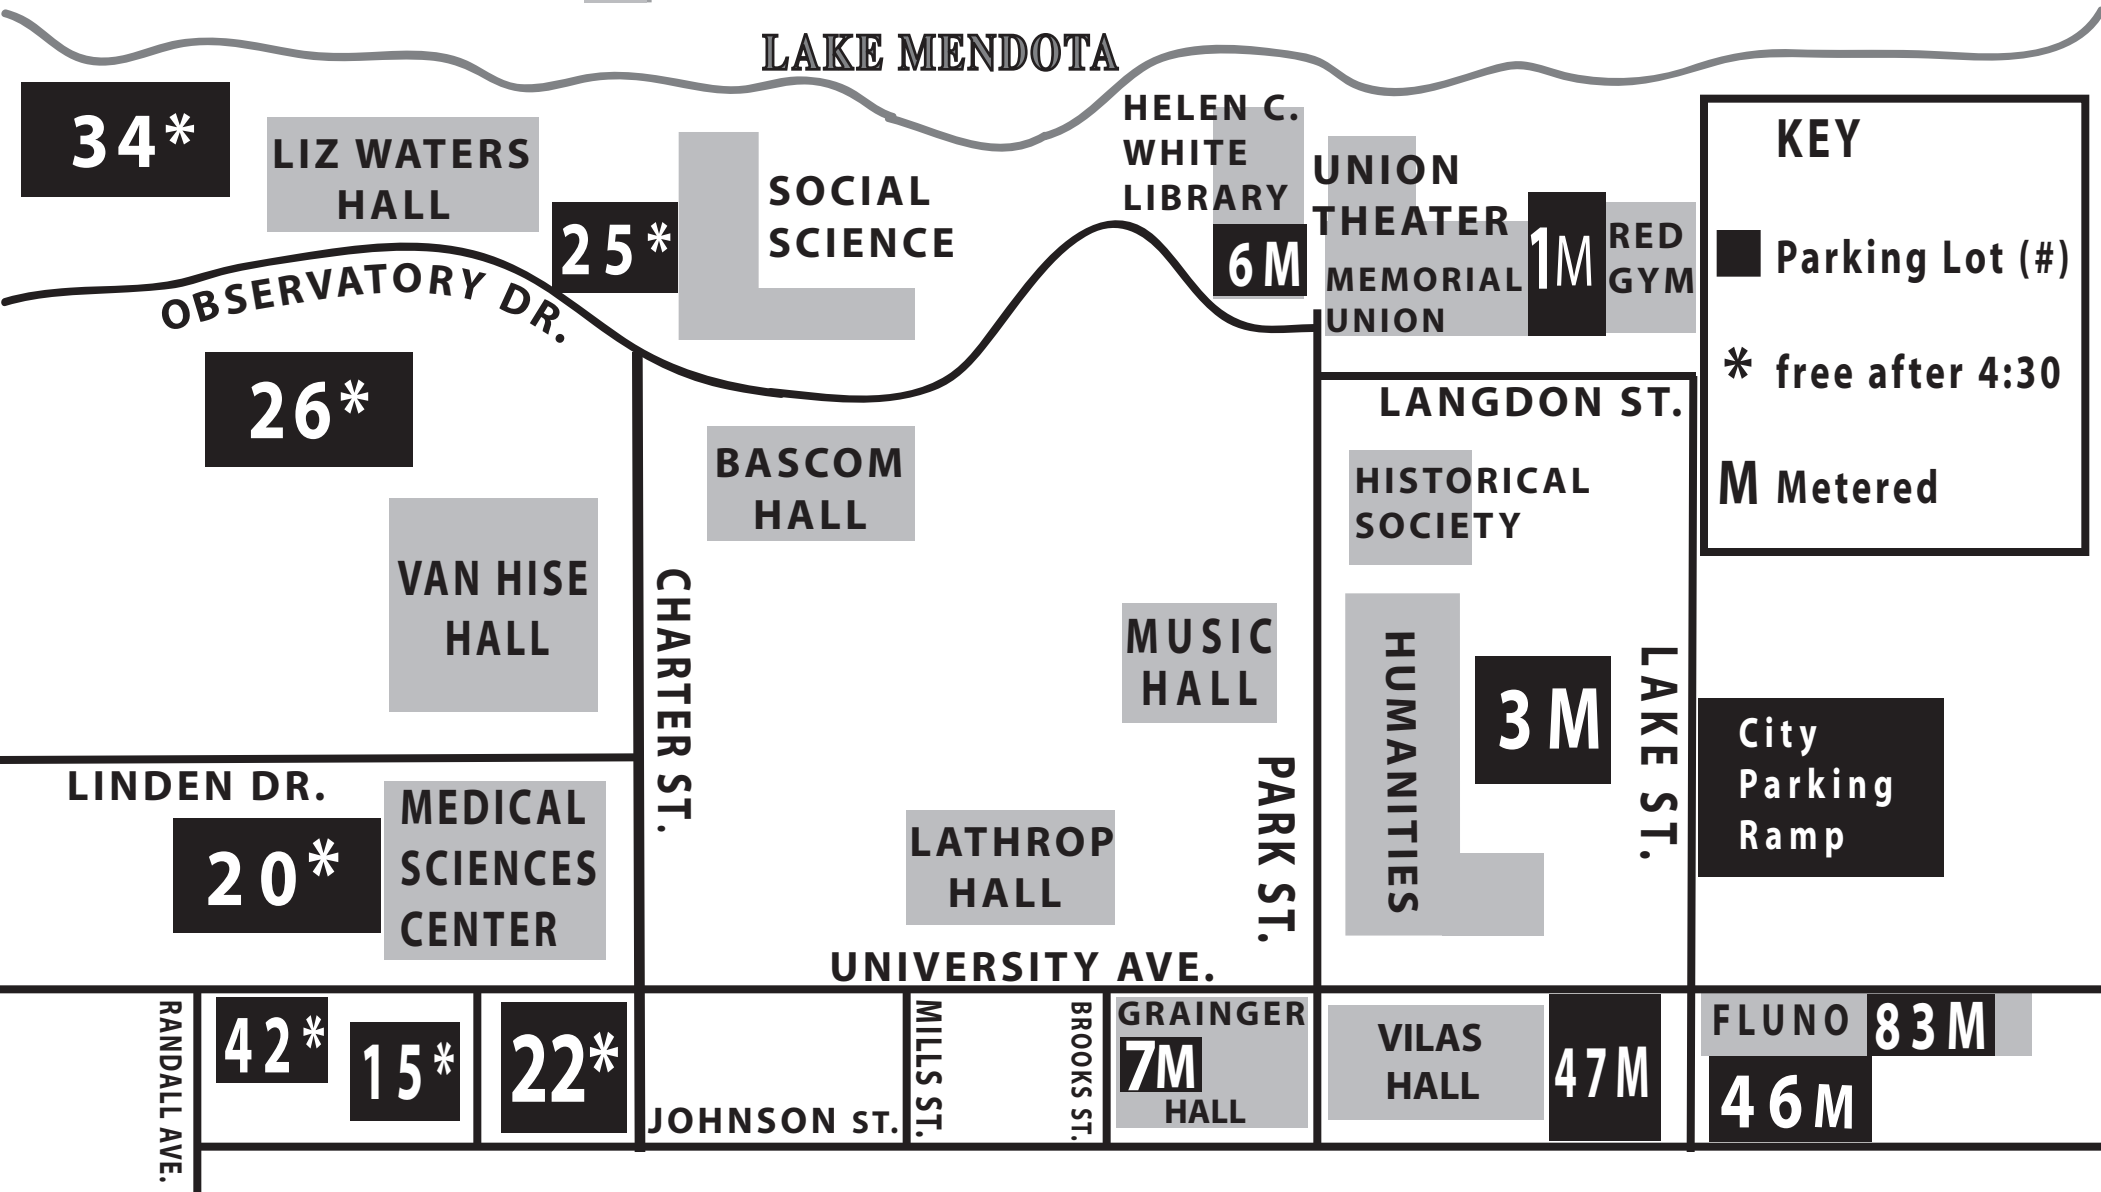 LAKE MENDOTA
34*
LIZ WATERS
HALL
25*
SOCIAL
SCIENCE
HELEN C.
WHITE
LIBRARY
6 M
UNION
THEATER
MEMORIAL
UNION
1M
RED
GYM
KEY
Parking Lot (#)
* free after 4:30
M Metered
OBSERVATORY DR.
26*
LANGDON ST.
BASCOM
HALL
HISTORICAL
SOCIETY
VAN HISE
HALL
CHARTER ST.
MUSIC
HALL
HUMANITIES
3 M
LAKE ST.
City
Parking
Ramp
LINDEN DR.
20*
MEDICAL
SCIENCES
CENTER
LATHROP
HALL
PARK ST.
UNIVERSITY AVE.
RANDALL AVE.
42*
15*
22*
JOHNSON ST.
MILLS ST.
BROOKS ST.
GRAINGER
7M
HALL
VILAS
HALL
47M
FLUNO
83M
46M